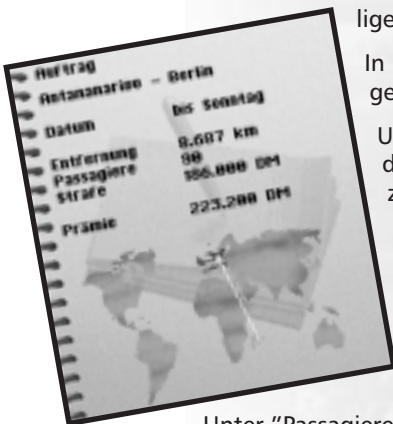 Auftrag
Antananarivo – Berlin
Datum bis Sonntag
Entfernung 8.687 km
Passagiere 90
Strafe 186.000 DM
Prämie 223.200 DM
lige
In
ge
U
d
z
Unter "Passagiere